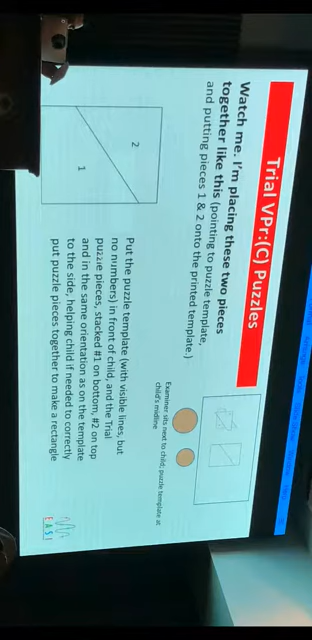 Trial VPr:(C) Puzzles
Watch me. I'm placing these two pieces
together like this (pointing to puzzle template,
and putting pieces 1 & 2 onto the printed template.)
Examiner sits next to child; puzzle template at
child's midline
2
1
Put the puzzle template (with visible lines, but
no numbers) in front of child, and the Trial
puzzle pieces, stacked #1 on bottom, #2 on top
and in the same orientation as on the template
to the side, helping child if needed to correctly
put puzzle pieces together to make a rectangle
EASI